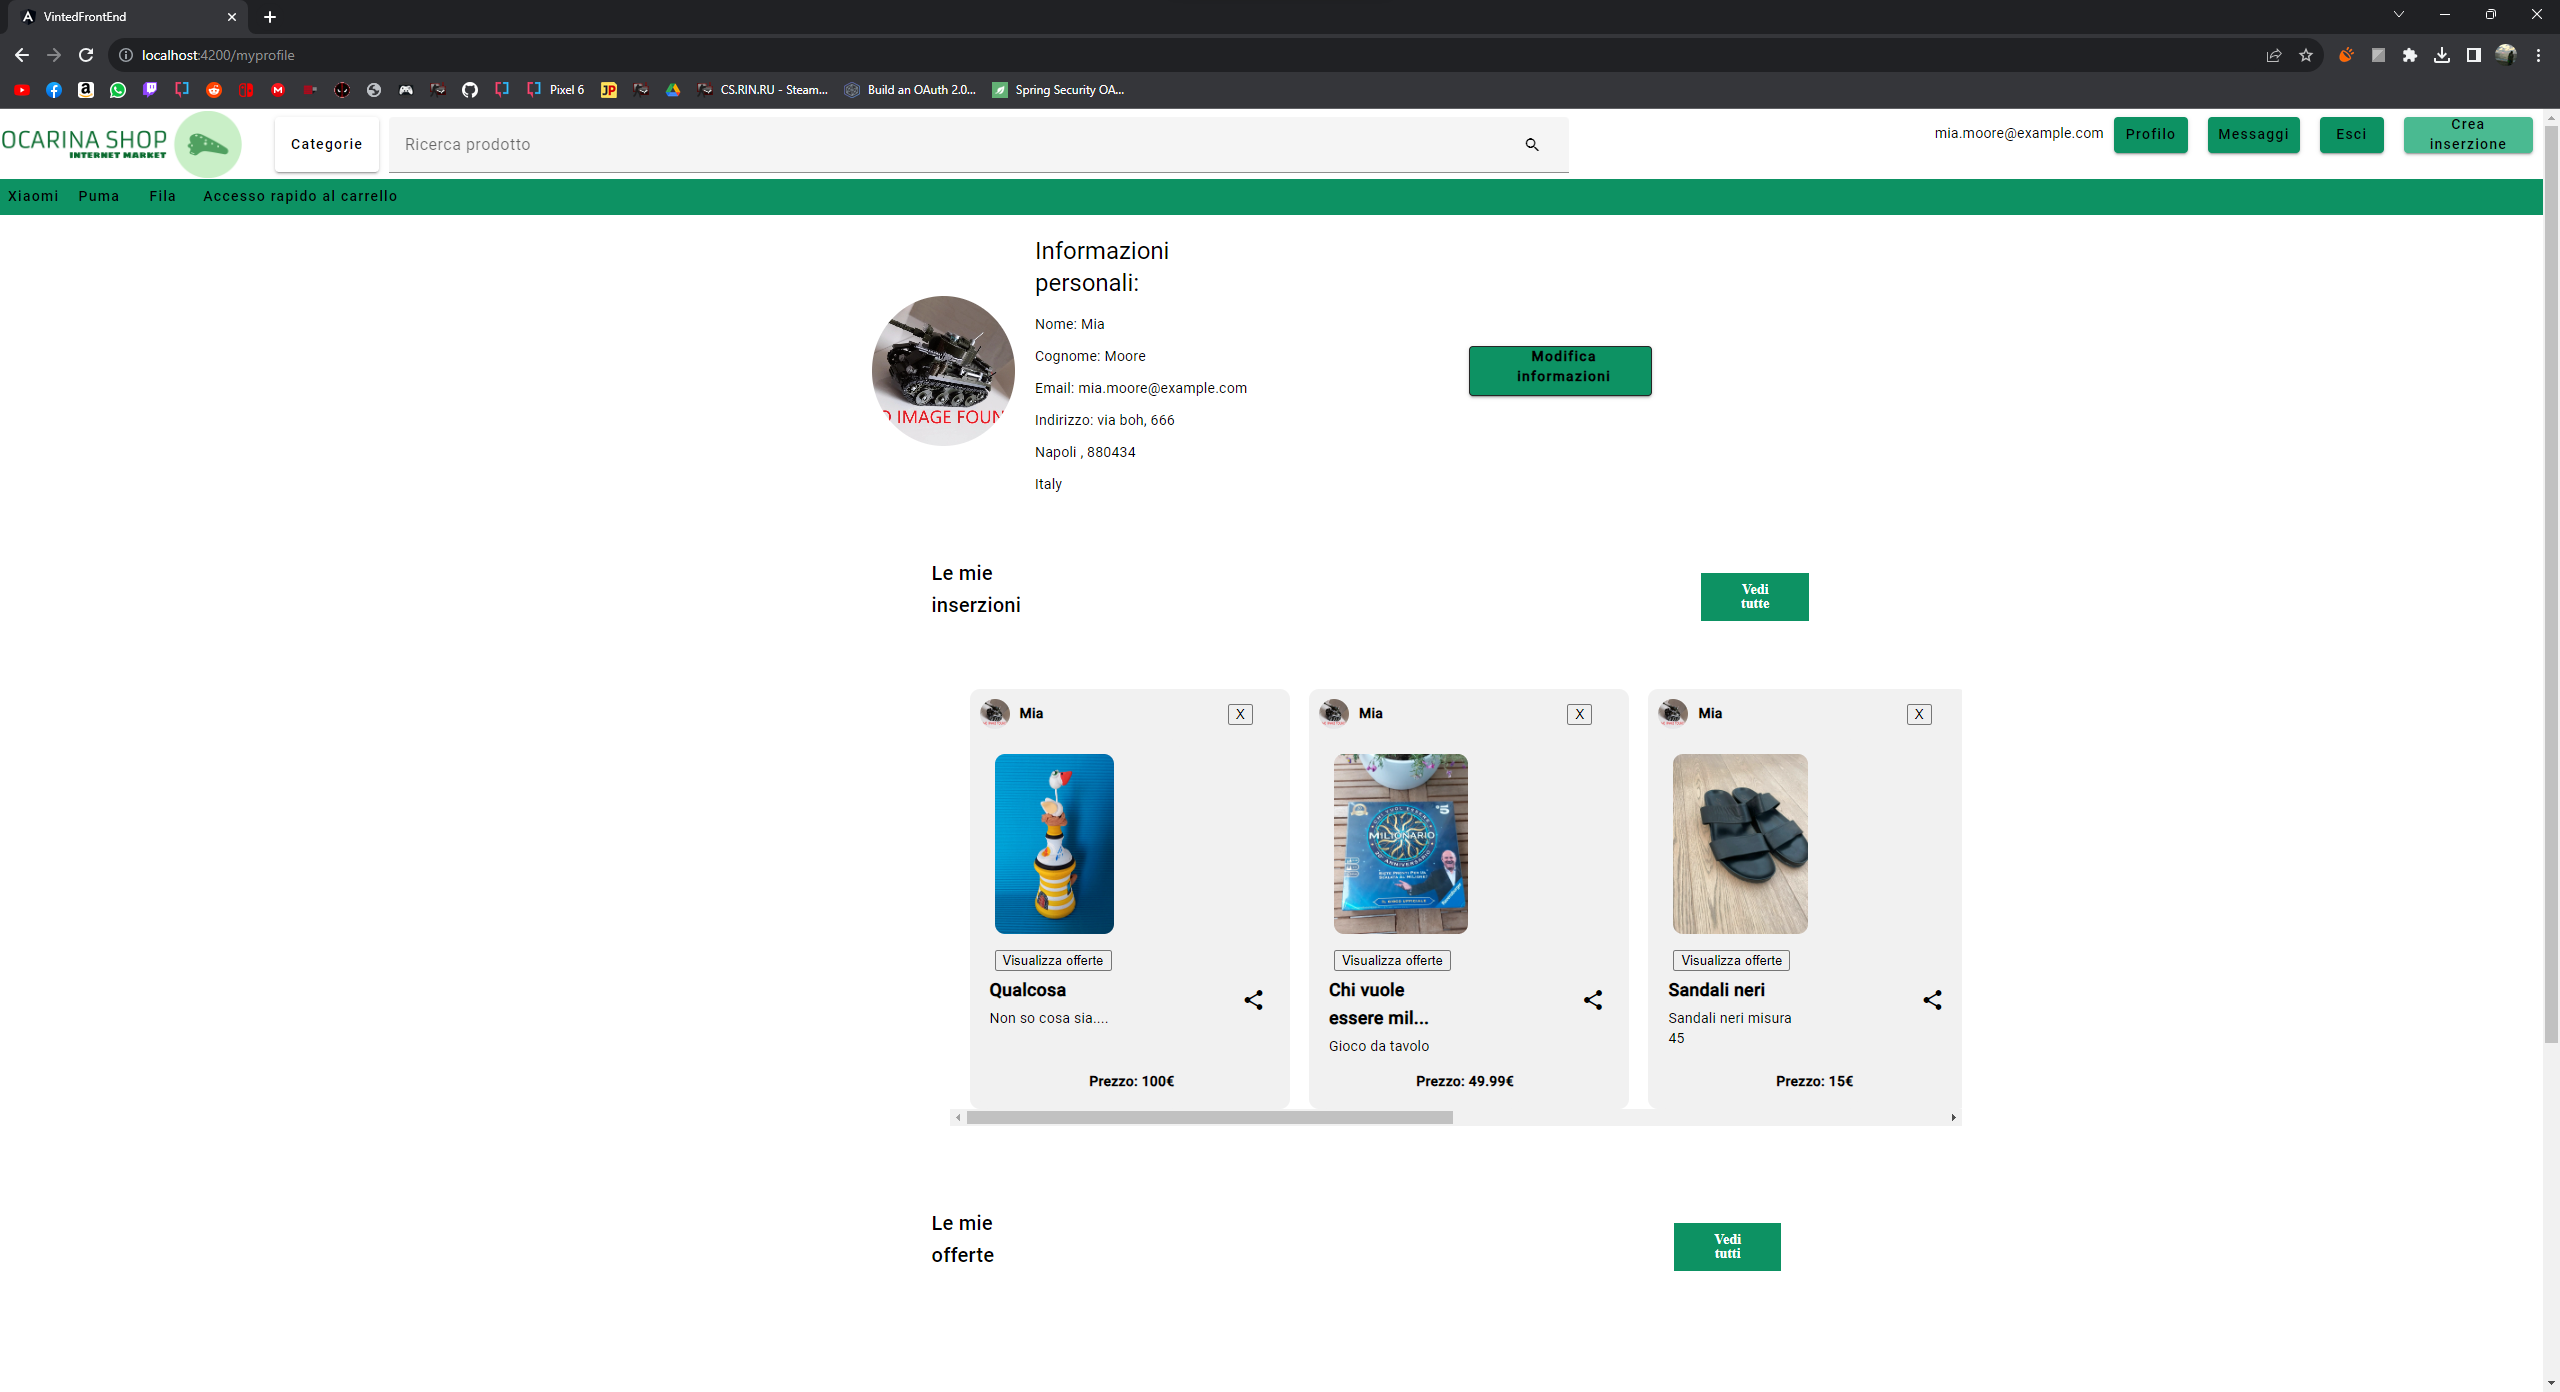 VintedFrontEnd
localhost:4200/myprofile
Pixel 6
JP
CS.RIN.RU - Steam...
Build an OAuth 2.0...
Spring Security OA...
OCARINA SHOP
INTERNET MARKET
Categorie
Ricerca prodotto
mia.moore@example.com
Profilo
Messaggi
Esci
Crea
inserzione
Xiaomi
Puma
Fila
Accesso rapido al carrello
Informazioni
personali:
Nome: Mia
Cognome: Moore
Email: mia.moore@example.com
Indirizzo: via boh, 666
Napoli , 880434
Italy
IMAGE FOUN
Modifica
informazioni
Le mie
inserzioni
Vedi
tutte
Mia
X
Mia
X
Mia
X
MILIONARIO
Visualizza offerte
Visualizza offerte
Visualizza offerte
Qualcosa
Non so cosa sia....
Chi vuole
essere mil...
Gioco da tavolo
Sandali neri
Sandali neri misura
45
Prezzo: 100€
Prezzo: 49.99€
Prezzo: 15€
Le mie
offerte
Vedi
tutti